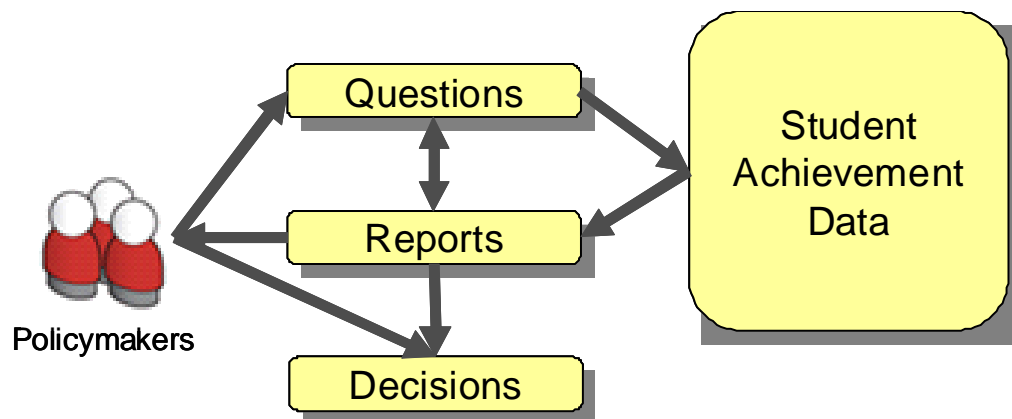 Questions
Student
Achievement
Data
Reports
Policymakers
Decisions